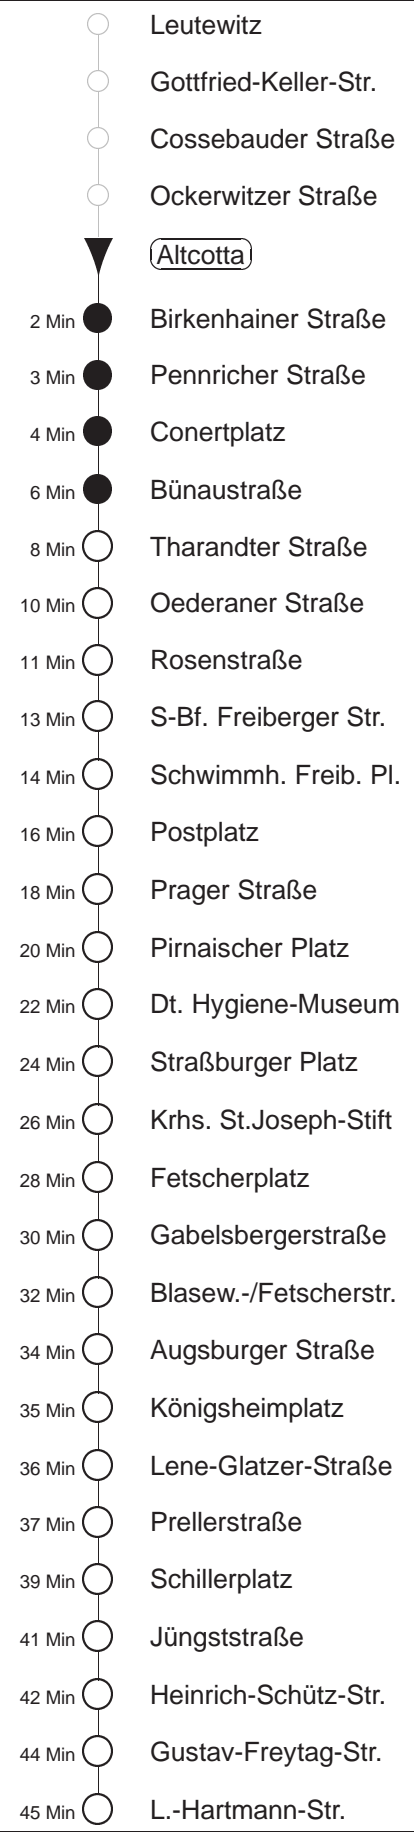 Leutewitz
Gottfried-Keller-Str.
Cossebauder Straße
Ockerwitzer Straße
Altcotta
2 Min Birkenhainer Straße
3 Min Pennricher Straße
4 Min Conertplatz
6 Min Bünaustraße
8 Min Tharandter Straße
10 Min Oederaner Straße
11 Min Rosenstraße
13 Min S-Bf. Freiberger Str.
14 Min Schwimmh. Freib. Pl.
16 Min Postplatz
18 Min Prager Straße
20 Min Pirnaischer Platz
22 Min Dt. Hygiene-Museum
24 Min Straßburger Platz
26 Min Krhs. St.Joseph-Stift
28 Min Fetscherplatz
30 Min Gabelsbergerstraße
32 Min Blasew.-/Fetscherstr.
34 Min Augsburger Straße
35 Min Königsheimplatz
36 Min Lene-Glatzer-Straße
37 Min Prellerstraße
39 Min Schillerplatz
41 Min Jüngststraße
42 Min Heinrich-Schütz-Str.
44 Min Gustav-Freytag-Str.
45 Min L.-Hartmann-Str.